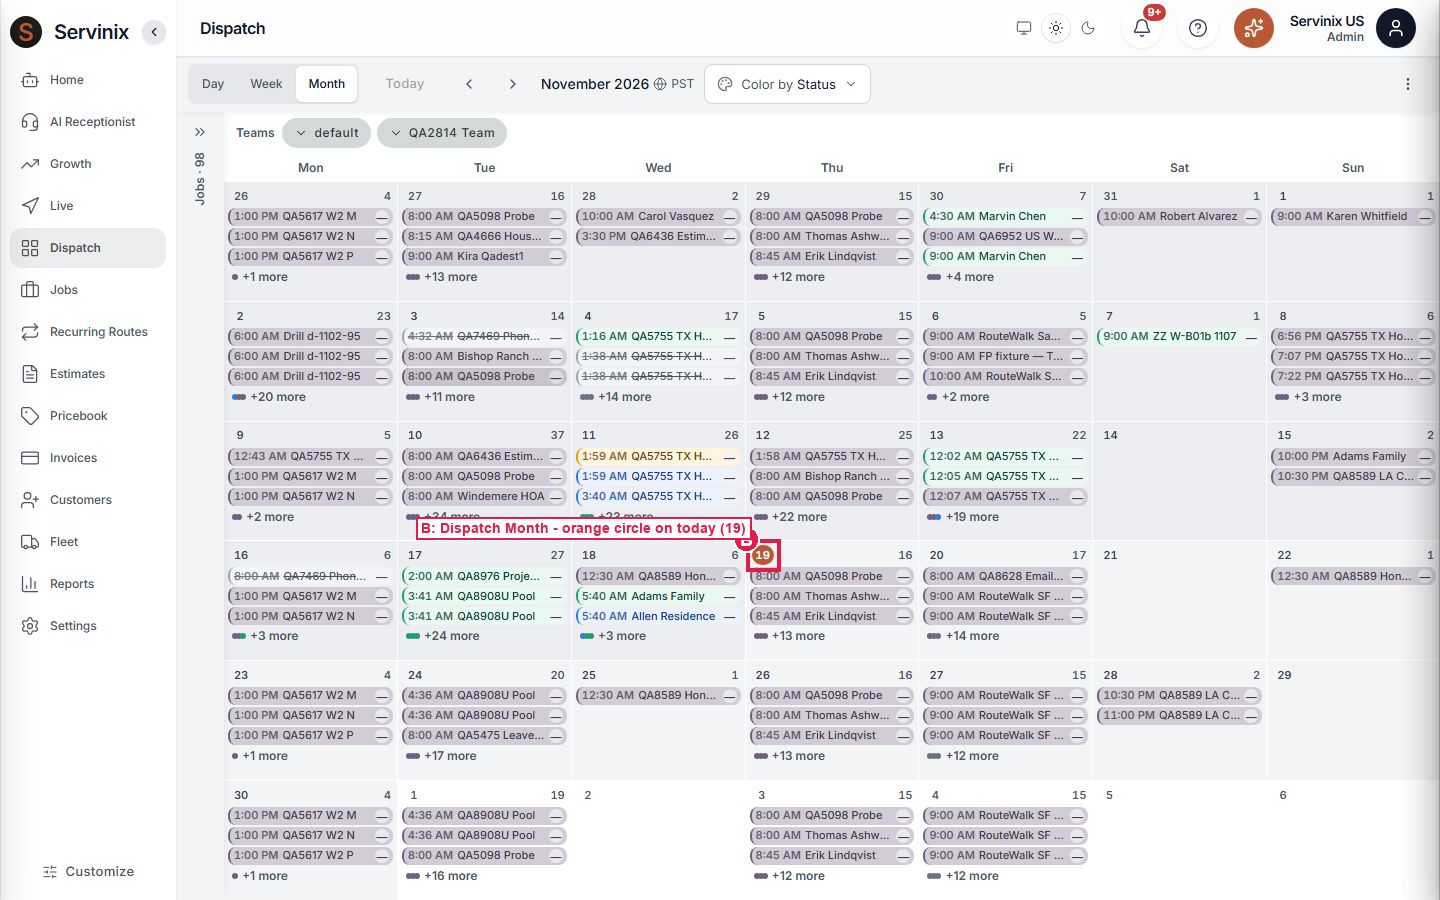 Servinix
Dispatch
9+
Servinix US
Admin
Home
AI Receptionist
Growth
Live
Dispatch
Jobs
Recurring Routes
Estimates
Pricebook
Invoices
Customers
Fleet
Reports
Settings
Customize
Day Week Month Today November 2026 PST Color by Status
Jobs · 98
Teams default QA2814 Team
Mon Tue Wed Thu Fri Sat Sun
26 4
1:00 PM QA5617 W2 M
1:00 PM QA5617 W2 N
1:00 PM QA5617 W2 P
+1 more
27 16
8:00 AM QA5098 Probe
8:15 AM QA4666 Hous...
9:00 AM Kira Qadest1
+13 more
28 2
10:00 AM Carol Vasquez
3:30 PM QA6436 Estim...
29 15
8:00 AM QA5098 Probe
8:00 AM Thomas Ashw...
8:45 AM Erik Lindqvist
+12 more
30 7
4:30 AM Marvin Chen
9:00 AM QA6952 US W...
9:00 AM Marvin Chen
+4 more
31 1
10:00 AM Robert Alvarez
1 1
9:00 AM Karen Whitfield
2 23
6:00 AM Drill d-1102-95
6:00 AM Drill d-1102-95
6:00 AM Drill d-1102-95
+20 more
3 14
4:32 AM QA7469 Phon...
8:00 AM Bishop Ranch ...
8:00 AM QA5098 Probe
+11 more
4 17
1:16 AM QA5755 TX H...
1:38 AM QA5755 TX H...
1:38 AM QA5755 TX H...
+14 more
5 15
8:00 AM QA5098 Probe
8:00 AM Thomas Ashw...
8:45 AM Erik Lindqvist
+12 more
6 5
9:00 AM RouteWalk Sa...
9:00 AM FP fixture — T...
10:00 AM RouteWalk S...
+2 more
7 1
9:00 AM ZZ W-B01b 1107
8 6
6:56 PM QA5755 TX Ho...
7:07 PM QA5755 TX Ho...
7:22 PM QA5755 TX Ho...
+3 more
9 5
12:43 AM QA5755 TX ...
1:00 PM QA5617 W2 M
1:00 PM QA5617 W2 N
+2 more
10 37
8:00 AM QA6436 Estim...
8:00 AM QA5098 Probe
8:00 AM Windemere HOA
+34 more
11 26
1:59 AM QA5755 TX H...
1:59 AM QA5755 TX H...
3:40 AM QA5755 TX H...
+23 more
12 25
1:58 AM QA5755 TX H...
8:00 AM Bishop Ranch ...
8:00 AM QA5098 Probe
+22 more
13 22
12:02 AM QA5755 TX ...
12:05 AM QA5755 TX ...
12:07 AM QA5755 TX ...
+19 more
14
15 2
10:00 PM Adams Family
10:30 PM QA8589 LA C...
B: Dispatch Month - orange circle on today (19)
16 6
8:00 AM QA7469 Phon...
1:00 PM QA5617 W2 M
1:00 PM QA5617 W2 N
+3 more
17 27
2:00 AM QA8976 Proje...
3:41 AM QA8908U Pool
3:41 AM QA8908U Pool
+24 more
18 6
12:30 AM QA8589 Hon...
5:40 AM Adams Family
5:40 AM Allen Residence
+3 more
19 16
8:00 AM QA5098 Probe
8:00 AM Thomas Ashw...
8:45 AM Erik Lindqvist
+13 more
20 17
8:00 AM QA8628 Email...
9:00 AM RouteWalk SF ...
9:00 AM RouteWalk SF ...
+14 more
21
22 1
12:30 AM QA8589 Hon...
23 4
1:00 PM QA5617 W2 M
1:00 PM QA5617 W2 N
1:00 PM QA5617 W2 P
+1 more
24 20
4:36 AM QA8908U Pool
4:36 AM QA8908U Pool
8:00 AM QA5475 Leave...
+17 more
25 1
12:30 AM QA8589 Hon...
26 16
8:00 AM QA5098 Probe
8:00 AM Thomas Ashw...
8:45 AM Erik Lindqvist
+13 more
27 15
9:00 AM RouteWalk SF ...
9:00 AM RouteWalk SF ...
9:00 AM RouteWalk SF ...
+12 more
28 2
10:30 PM QA8589 LA C...
11:00 PM QA8589 LA C...
29
30 4
1:00 PM QA5617 W2 M
1:00 PM QA5617 W2 N
1:00 PM QA5617 W2 P
+1 more
1 19
4:36 AM QA8908U Pool
4:36 AM QA8908U Pool
8:00 AM QA5098 Probe
+16 more
2
3 15
8:00 AM QA5098 Probe
8:00 AM Thomas Ashw...
8:45 AM Erik Lindqvist
+12 more
4 15
9:00 AM RouteWalk SF ...
9:00 AM RouteWalk SF ...
9:00 AM RouteWalk SF ...
+12 more
5
6